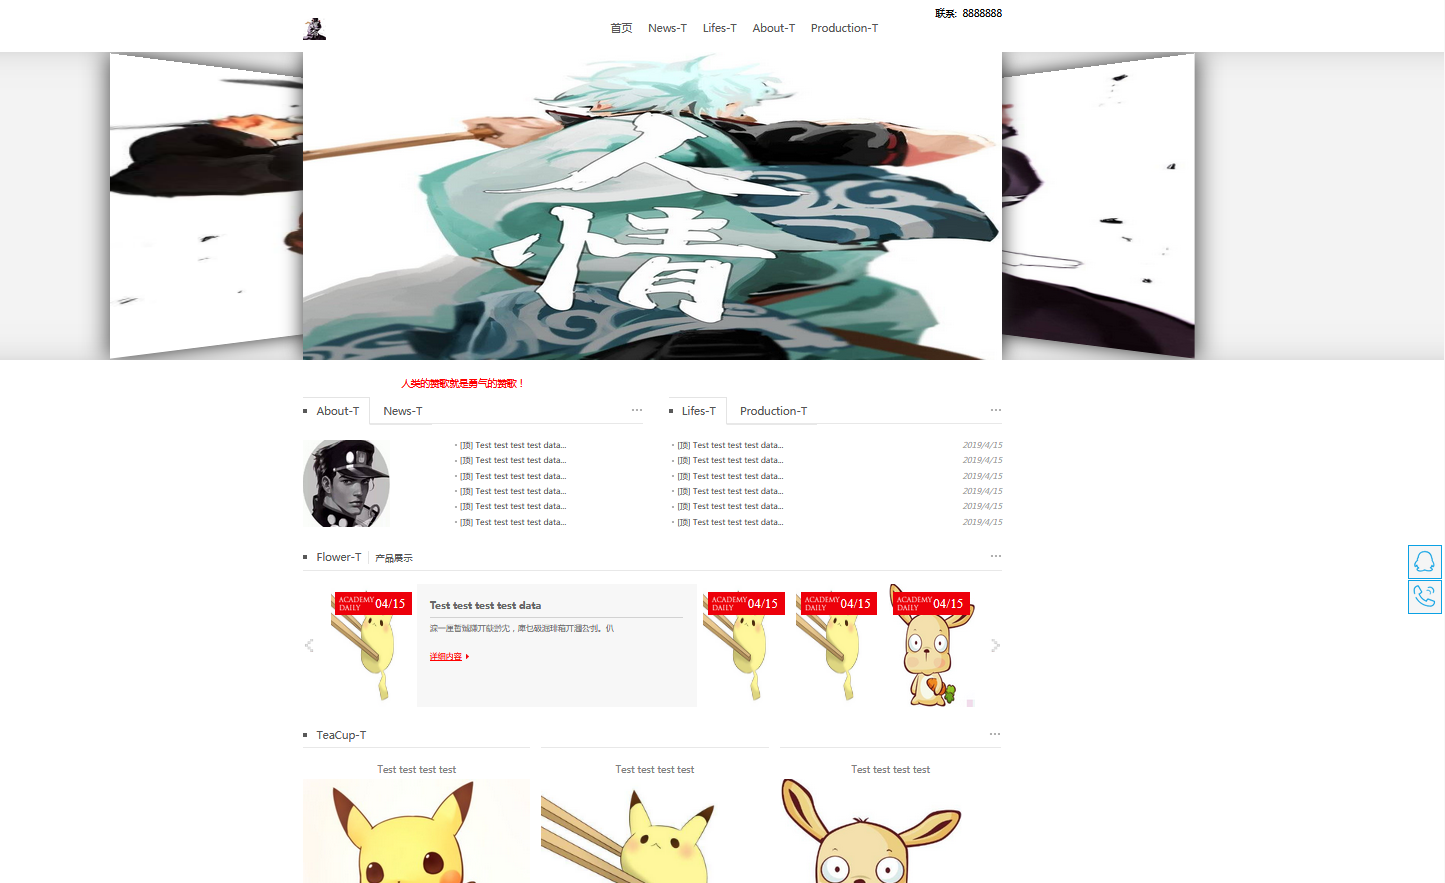 联系: 8888888
首页 News-T Lifes-T About-T Production-T
人
情
人类的赞歌就是勇气的赞歌！
About-T News-T ...
[顶] Test test test test data...
[顶] Test test test test data...
[顶] Test test test test data...
[顶] Test test test test data...
[顶] Test test test test data...
[顶] Test test test test data...
Lifes-T Production-T ...
[顶] Test test test test data... 2019/4/15
[顶] Test test test test data... 2019/4/15
[顶] Test test test test data... 2019/4/15
[顶] Test test test test data... 2019/4/15
[顶] Test test test test data... 2019/4/15
[顶] Test test test test data... 2019/4/15
Flower-T 产品展示 ...
ACADEMY DAILY 04/15
Test test test test data
详细内容
ACADEMY DAILY 04/15
ACADEMY DAILY 04/15
ACADEMY DAILY 04/15
TeaCup-T ...
Test test test test
Test test test test
Test test test test